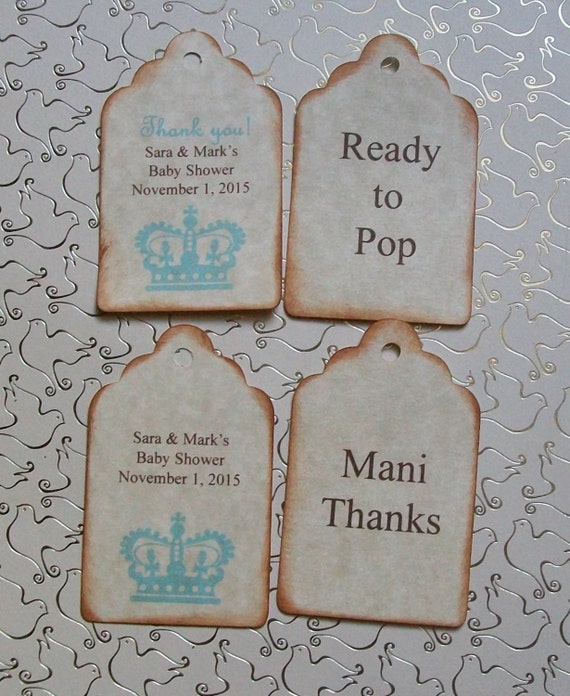 Thank you!
Sara & Mark's
Baby Shower
November 1, 2015
Ready
to
Pop
Sara & Mark's
Baby Shower
November 1, 2015
Mani
Thanks